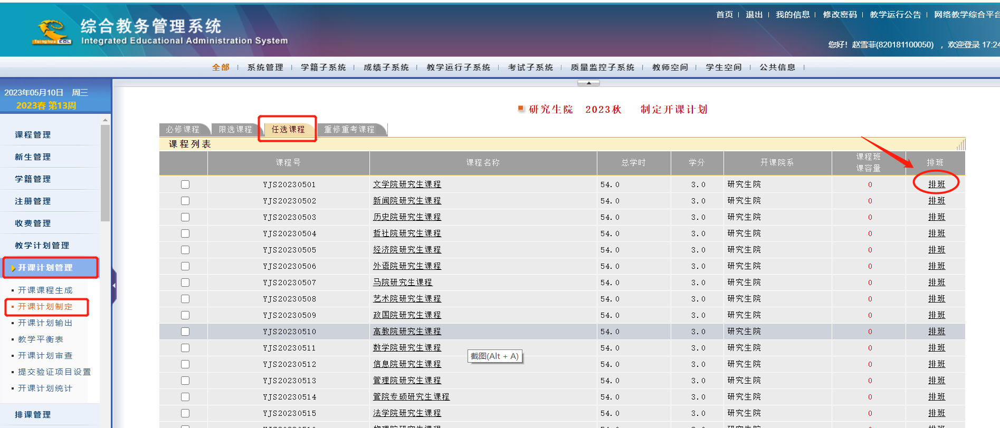 首页 | 退出 | 我的信息 | 修改密码 | 教学运行公告 | 网络教学综合平台
Tsinghua EOL
综合教务管理系统
Integrated Educational Administration System
您好！赵雪菲(820181100050) ，欢迎登录 17:24
全部 | 系统管理 | 学籍子系统 | 成绩子系统 | 教学运行子系统 | 考试子系统 | 质量监控子系统 | 教师空间 | 学生空间 | 公共信息 |
2023年05月10日 周三
2023春 第13周
课程管理
新生管理
学籍管理
注册管理
收费管理
教学计划管理
开课计划管理
开课课程生成
开课计划制定
开课计划输出
教学平衡表
开课计划审查
提交验证项目设置
开课计划统计
排课管理
研究生院 2023秋 制定开课计划
必修课程 限选课程 任选课程 重修重考课程
课程列表
课程号 课程名称 总学时 学分 开课院系 课程班课容量 排班
YJS20230501 文学院研究生课程 54.0 3.0 研究生院 0 排班
YJS20230502 新闻院研究生课程 54.0 3.0 研究生院 0 排班
YJS20230503 历史院研究生课程 54.0 3.0 研究生院 0 排班
YJS20230504 哲社院研究生课程 54.0 3.0 研究生院 0 排班
YJS20230505 经济院研究生课程 54.0 3.0 研究生院 0 排班
YJS20230506 外语院研究生课程 54.0 3.0 研究生院 0 排班
YJS20230507 马院研究生课程 54.0 3.0 研究生院 0 排班
YJS20230508 艺术院研究生课程 54.0 3.0 研究生院 0 排班
YJS20230509 政国院研究生课程 54.0 3.0 研究生院 0 排班
YJS20230510 高教院研究生课程 54.0 3.0 研究生院 0 排班
YJS20230511 数学院研究生课程 54.0 3.0 研究生院 0 排班
截图(Alt + A)
YJS20230512 信息院研究生课程 54.0 3.0 研究生院 0 排班
YJS20230513 管理院研究生课程 54.0 3.0 研究生院 0 排班
YJS20230514 管院专硕研究生课程 54.0 3.0 研究生院 0 排班
YJS20230515 法学院研究生课程 54.0 3.0 研究生院 0 排班